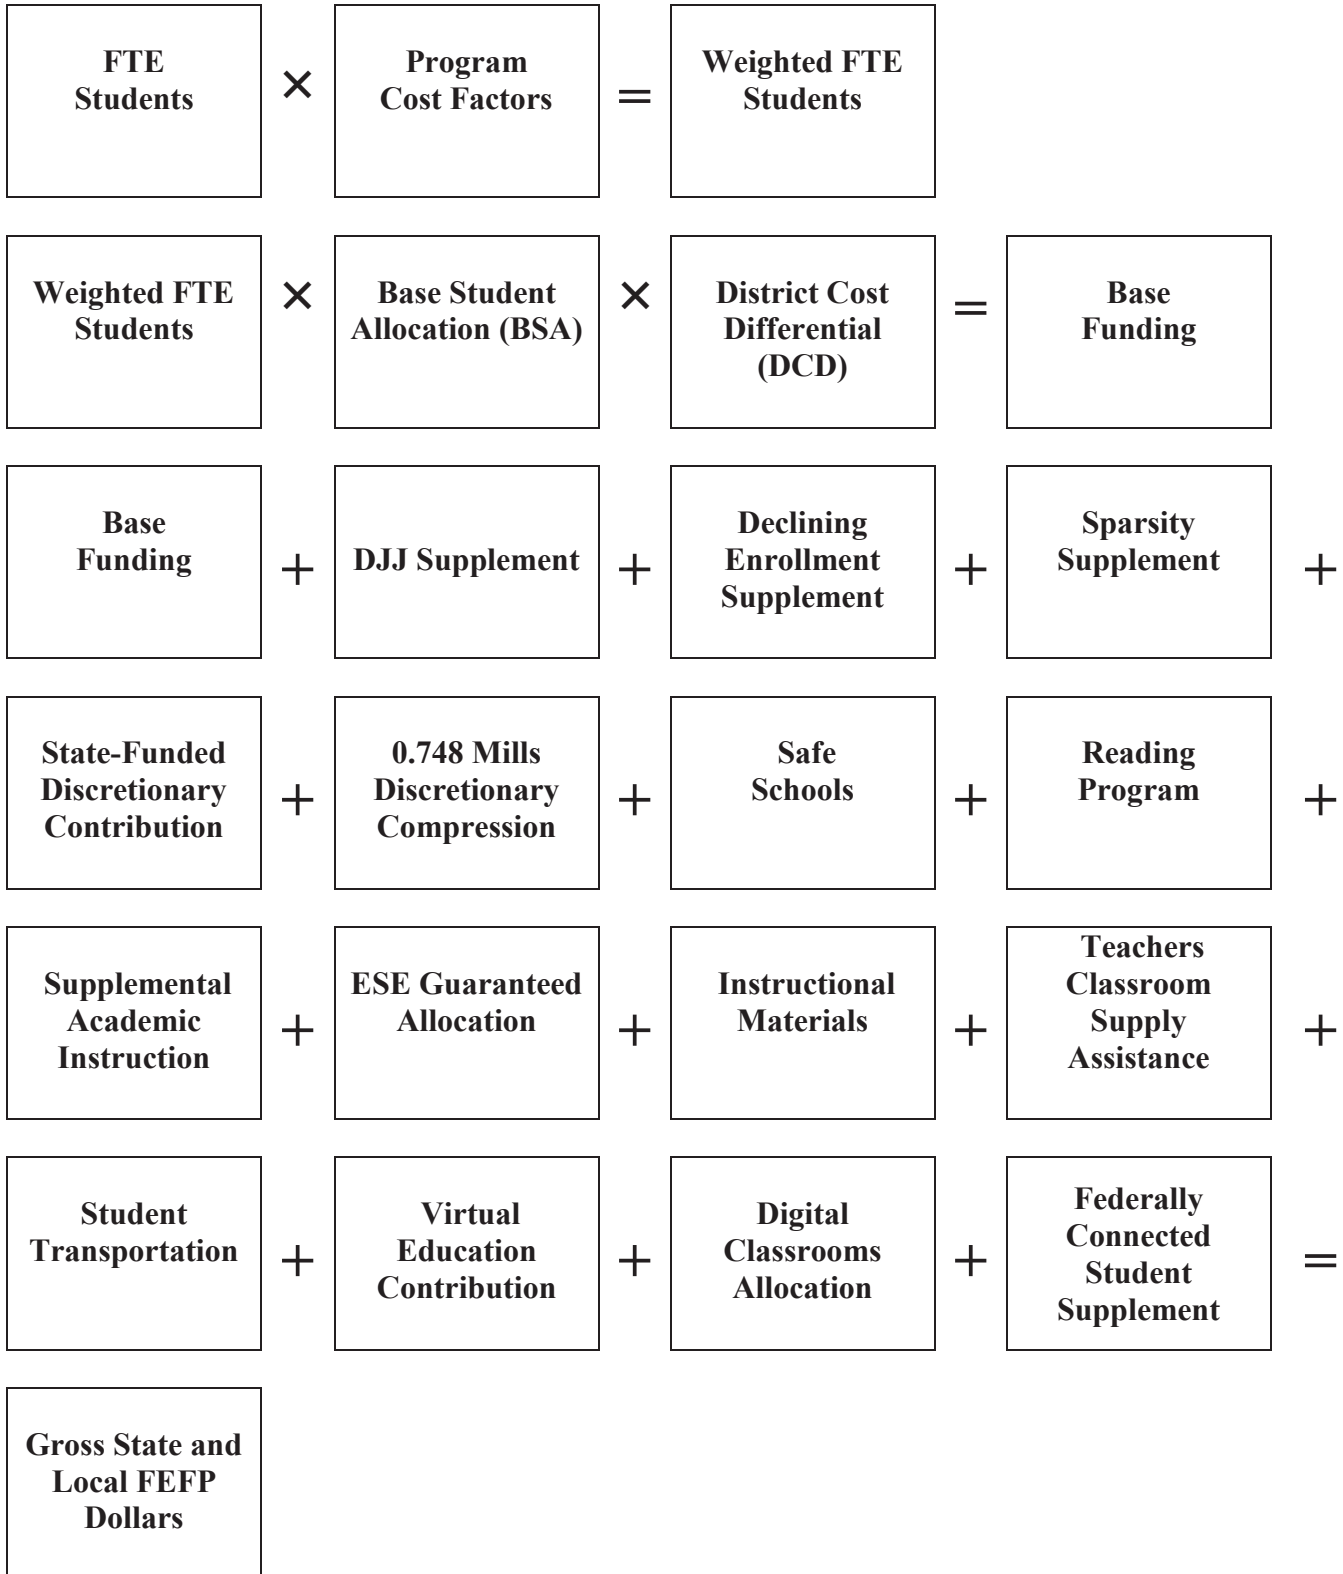 FTE
Students
×
Program
Cost Factors
=
Weighted FTE
Students
Weighted FTE
Students
×
Base Student
Allocation (BSA)
×
District Cost
Differential
(DCD)
=
Base
Funding
Base
Funding
+
DJJ Supplement
+
Declining
Enrollment
Supplement
+
Sparsity
Supplement
+
State-Funded
Discretionary
Contribution
+
0.748 Mills
Discretionary
Compression
+
Safe
Schools
+
Reading
Program
+
Supplemental
Academic
Instruction
+
ESE Guaranteed
Allocation
+
Instructional
Materials
+
Teachers
Classroom
Supply
Assistance
+
Student
Transportation
+
Virtual
Education
Contribution
+
Digital
Classrooms
Allocation
+
Federally
Connected
Student
Supplement
=
Gross State and
Local FEFP
Dollars